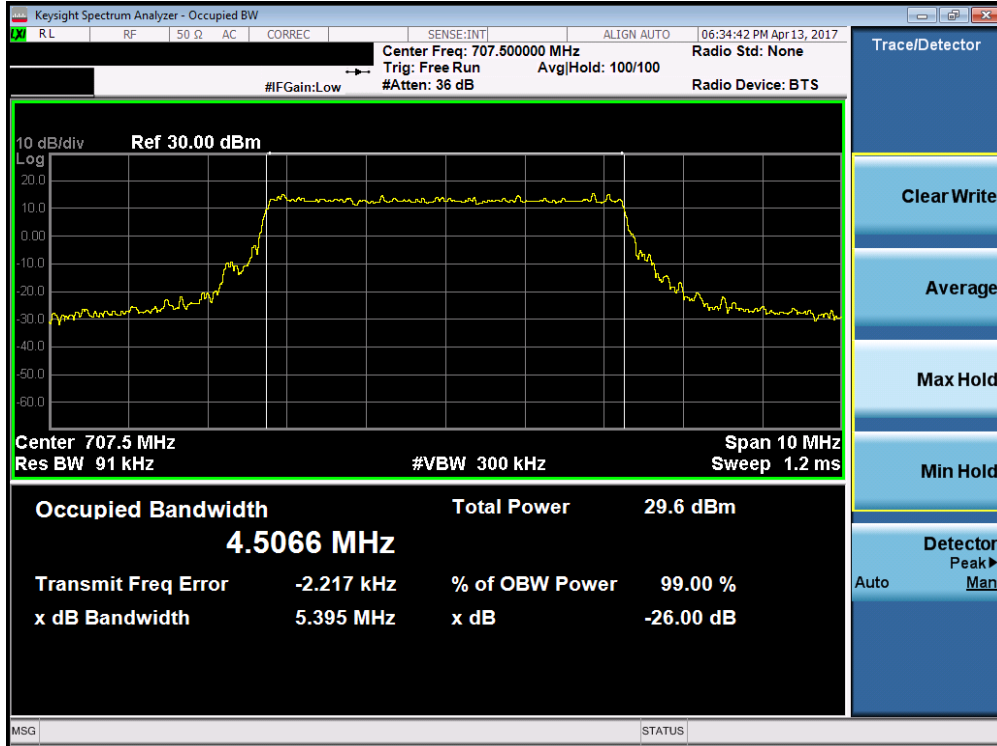 Keysight Spectrum Analyzer - Occupied BW
LXI RL RF 50 Ω AC CORREC SENSE:INT ALIGN AUTO 06:34:42 PM Apr 13, 2017
Center Freq: 707.500000 MHz Radio Std: None
Trig: Free Run Avg|Hold: 100/100
#IFGain:Low #Atten: 36 dB Radio Device: BTS
Trace/Detector
10 dB/div Ref 30.00 dBm
Log
20.0
10.0
0.00
-10.0
-20.0
-30.0
-40.0
-50.0
-60.0
Center 707.5 MHz Span 10 MHz
Res BW 91 kHz #VBW 300 kHz Sweep 1.2 ms
Occupied Bandwidth Total Power 29.6 dBm
4.5066 MHz
Transmit Freq Error -2.217 kHz % of OBW Power 99.00 %
x dB Bandwidth 5.395 MHz x dB -26.00 dB
Clear Write
Average
Max Hold
Min Hold
Detector
Peak▶
Auto Man
MSG STATUS